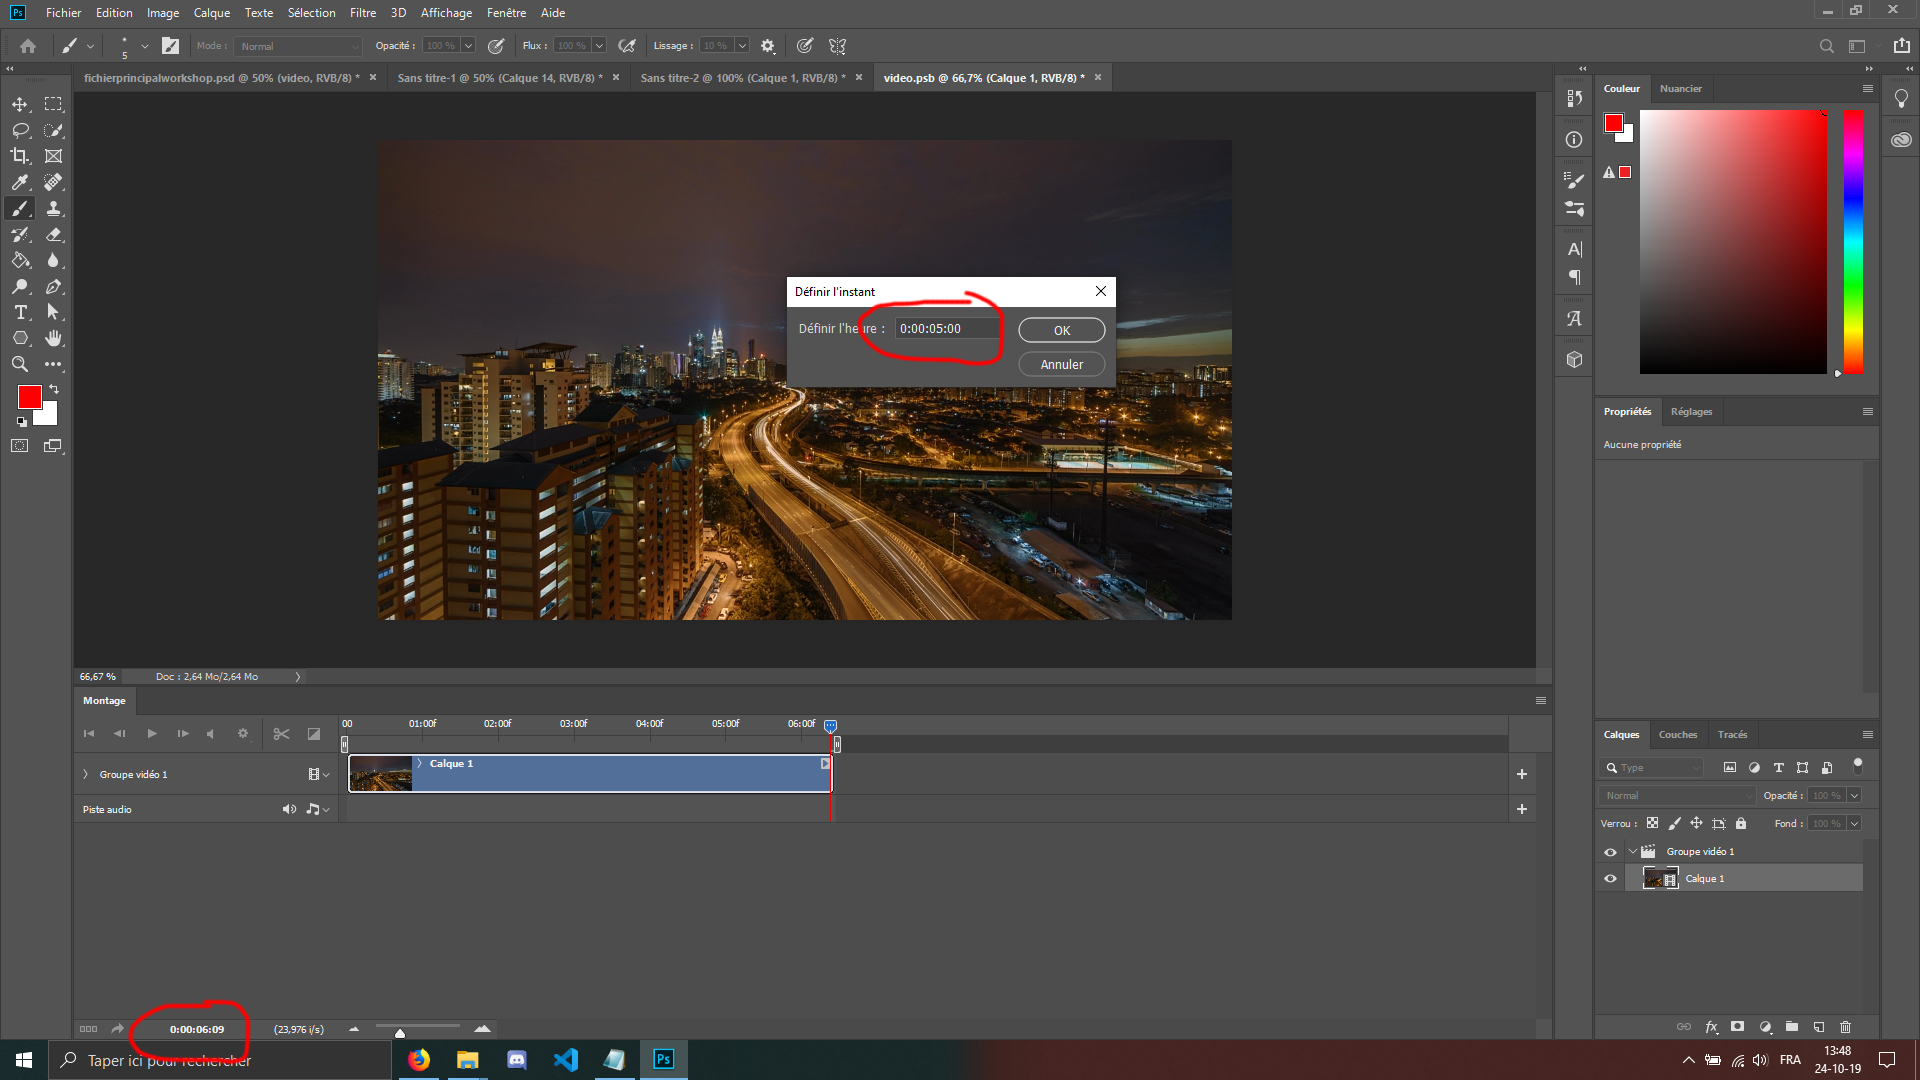 Ps Fichier Edition Image Calque Texte Sélection Filtre 3D Affichage Fenêtre Aide
5 Mode : Normal Opacité : 100 % Flux : 100 % Lissage : 10 %
fichierprincipalworkshop.psd @ 50% (video, RVB/8) * Sans titre-1 @ 50% (Calque 14, RVB/8) * Sans titre-2 @ 100% (Calque 1, RVB/8) * video.psb @ 66,7% (Calque 1, RVB/8) *
Couleur Nuancier
Définir l'instant
Définir l'heure : 0:00:05:00 OK
Annuler
Propriétés Réglages
Aucune propriété
66,67 % Doc : 2,64 Mo/2,64 Mo
Montage
00 01:00f 02:00f 03:00f 04:00f 05:00f 06:00f
Calque 1
Groupe vidéo 1
Piste audio
0:00:06:09 (23,976 i/s)
Calques Couches Tracés
Type
Normal Opacité : 100 %
Verrou : Fond : 100 %
Groupe vidéo 1
Calque 1
fx
Taper ici pour rechercher
Ps
FRA
13:48
24-10-19